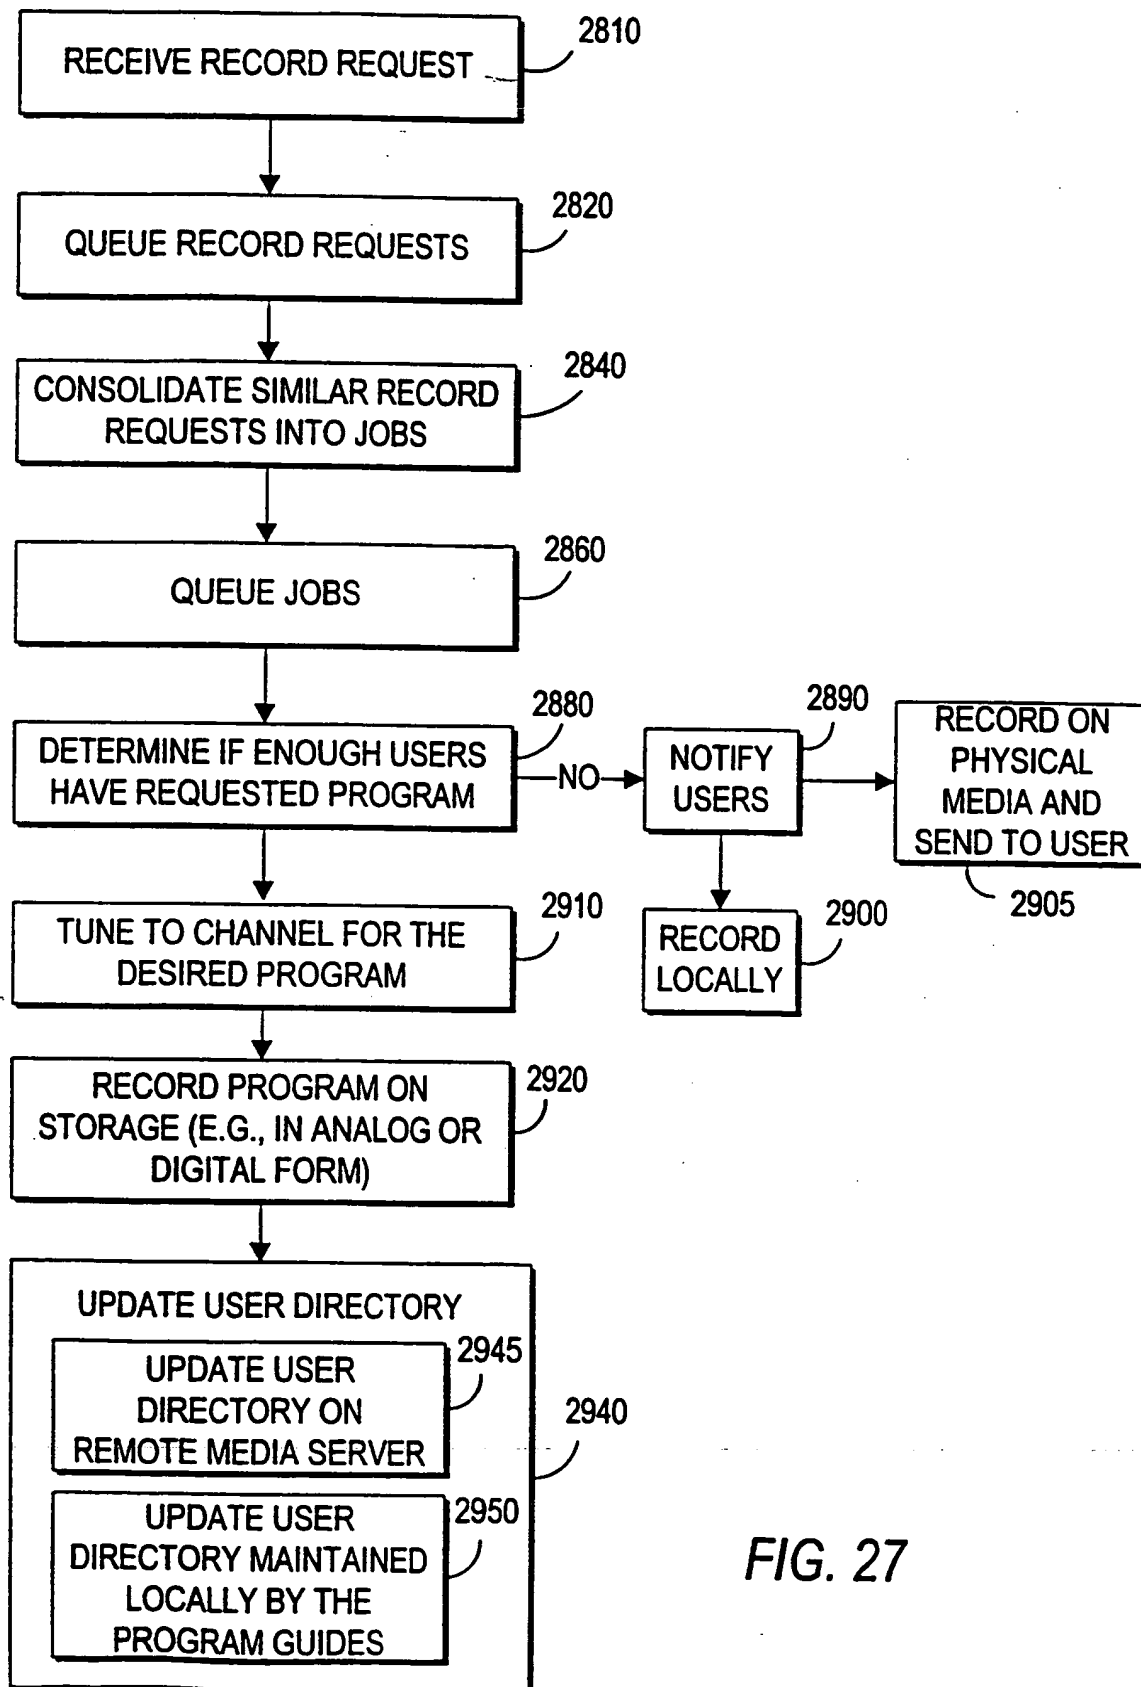 RECEIVE RECORD REQUEST
2810
QUEUE RECORD REQUESTS
2820
CONSOLIDATE SIMILAR RECORD
REQUESTS INTO JOBS
2840
QUEUE JOBS
2860
DETERMINE IF ENOUGH USERS
HAVE REQUESTED PROGRAM
2880
NO
NOTIFY
USERS
2890
RECORD ON
PHYSICAL
MEDIA AND
SEND TO USER
2905
RECORD
LOCALLY
2900
TUNE TO CHANNEL FOR THE
DESIRED PROGRAM
2910
RECORD PROGRAM ON
STORAGE (E.G., IN ANALOG OR
DIGITAL FORM)
2920
UPDATE USER DIRECTORY
2940
UPDATE USER
DIRECTORY ON
REMOTE MEDIA SERVER
2945
UPDATE USER
DIRECTORY MAINTAINED
LOCALLY BY THE
PROGRAM GUIDES
2950
FIG. 27